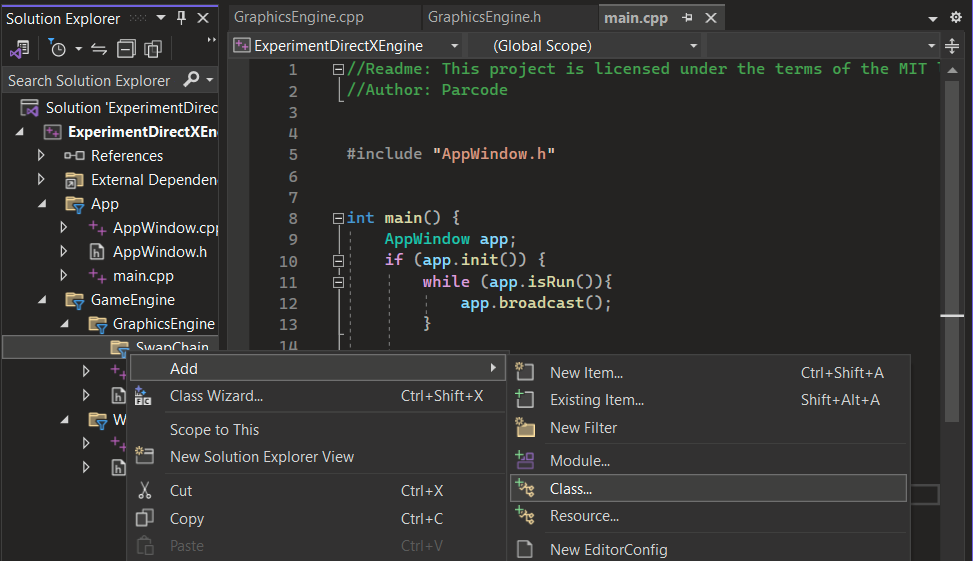 Solution Explorer
Search Solution Explorer
Solution 'ExperimentDirec
ExperimentDirectXEn
References
External Dependen
App
AppWindow.cpp
AppWindow.h
main.cpp
GameEngine
GraphicsEngine
SwapChain
h
W
h
GraphicsEngine.cpp
GraphicsEngine.h
main.cpp
ExperimentDirectXEngine
(Global Scope)
1 //Readme: This project is licensed under the terms of the MIT
2 //Author: Parcode
3
4
5 #include "AppWindow.h"
6
7
8 int main() {
9 AppWindow app;
10 if (app.init()) {
11 while (app.isRun()){
12 app.broadcast();
13 }
14
Add
Class Wizard... Ctrl+Shift+X
Scope to This
New Solution Explorer View
Cut Ctrl+X
Copy Ctrl+C
Paste Ctrl+V
New Item... Ctrl+Shift+A
Existing Item... Shift+Alt+A
New Filter
Module...
Class...
Resource...
New EditorConfig